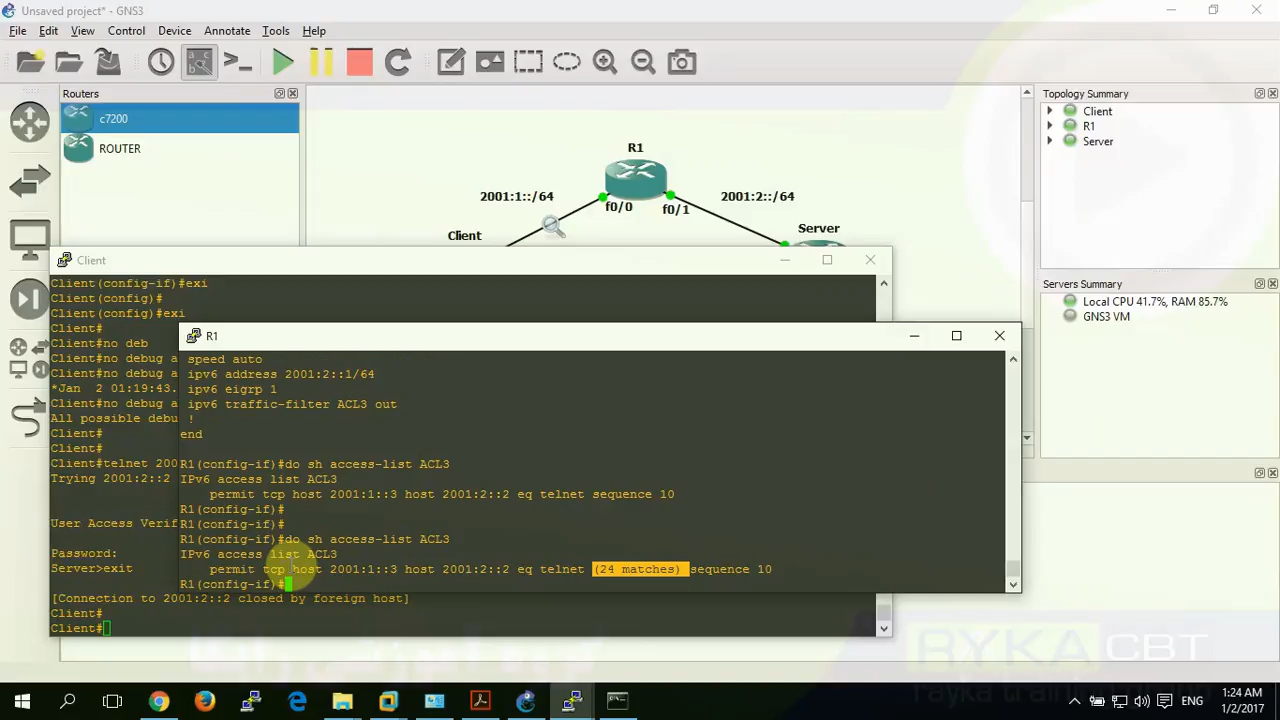 Unsaved project* - GNS3
File Edit View Control Device Annotate Tools Help
Routers
c7200
ROUTER
R1
2001:1::/64
2001:2::/64
f0/0
f0/1
Client
Server
Topology Summary
Client
R1
Server
Servers Summary
Local CPU 41.7%, RAM 85.7%
GNS3 VM
Client
Client(config-if)#exi
Client(config)#
Client(config)#exi
Client#
Client#no deb
Client#no debug a
*Jan  2 01:19:43.
Client#no debug a
All possible debu
Client#
Client#
Client#telnet 200
Trying 2001:2::2
User Access Verif
Password:
Server>exit
[Connection to 2001:2::2 closed by foreign host]
Client#
Client#
R1
speed auto
ipv6 address 2001:2::1/64
ipv6 eigrp 1
ipv6 traffic-filter ACL3 out
!
end
R1(config-if)#do sh access-list ACL3
IPv6 access list ACL3
permit tcp host 2001:1::3 host 2001:2::2 eq telnet sequence 10
R1(config-if)#
R1(config-if)#
R1(config-if)#do sh access-list ACL3
IPv6 access list ACL3
permit tcp host 2001:1::3 host 2001:2::2 eq telnet (24 matches) sequence 10
R1(config-if)#
RYKA CBT
ENG
1:24 AM
1/2/2017